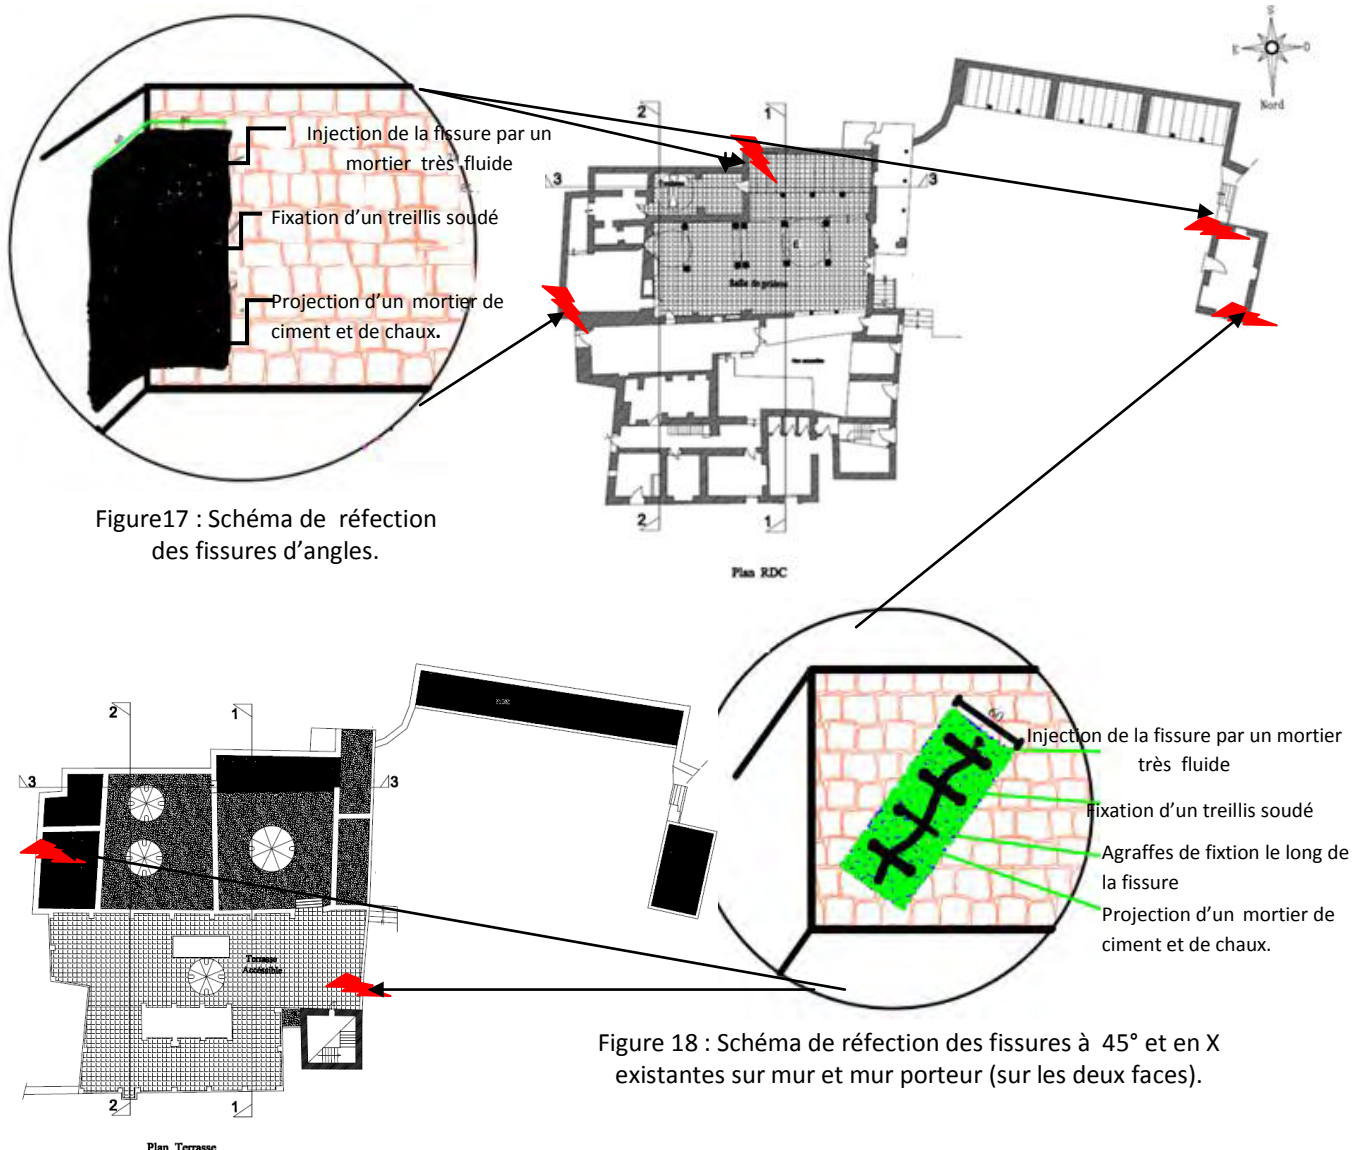 S
E
O
Nord
2
1
3
3
Injection de la fissure par un
mortier très fluide
Fixation d'un treillis soudé
Projection d'un mortier de
ciment et de chaux.
Salle de prière
2
1
Plan RDC
Figure17 : Schéma de réfection
des fissures d'angles.
2
1
3
3
Terrasse
Accessible
2
1
Plan Terrasse
Injection de la fissure par un mortier
très fluide
Fixation d'un treillis soudé
Agraffes de fixtion le long de
la fissure
Projection d'un mortier de
ciment et de chaux.
Figure 18 : Schéma de réfection des fissures à 45° et en X
existantes sur mur et mur porteur (sur les deux faces).